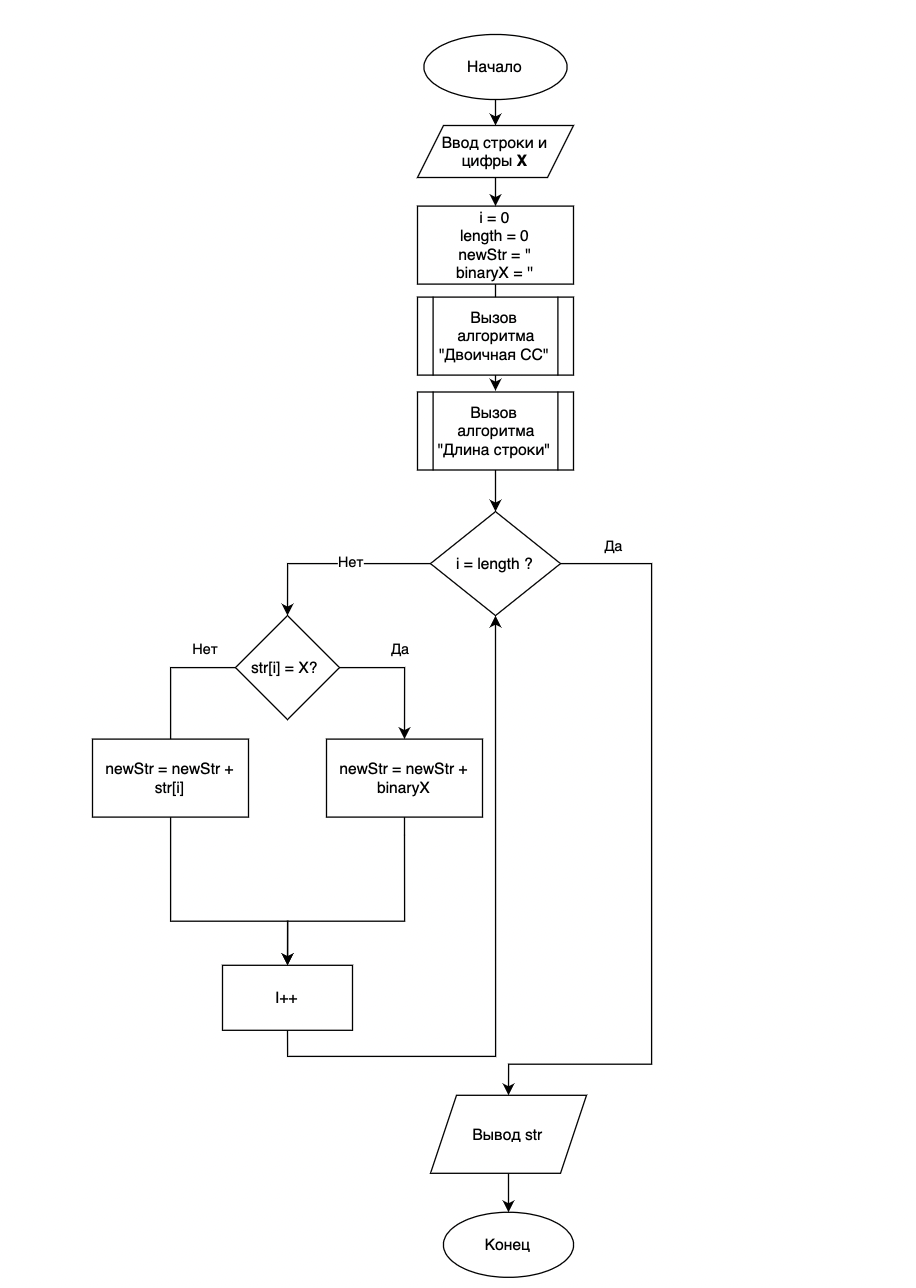 Начало
Ввод строки и
цифры X
i = 0
length = 0
newStr = "
binaryX = "
Вызов
алгоритма
"Двоичная СС"
Вызов
алгоритма
"Длина строки"
i = length ?
Да
Нет
str[i] = X?
Нет
Да
newStr = newStr +
str[i]
newStr = newStr +
binaryX
I++
Вывод str
Конец